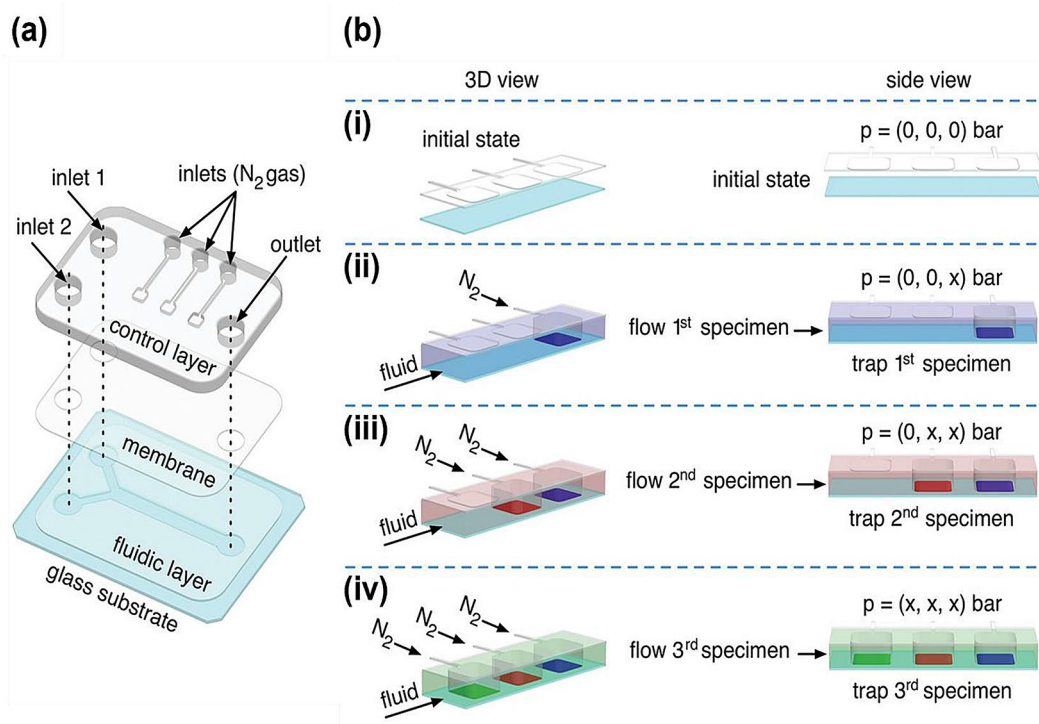 (a)
inlet 1
inlet 2
inlets (N₂ gas)
outlet
control layer
membrane
fluidic layer
glass substrate
(b)
3D view
side view
(i)
initial state
initial state
p = (0, 0, 0) bar
(ii)
N₂
fluid
flow 1ˢᵗ specimen
p = (0, 0, x) bar
trap 1ˢᵗ specimen
(iii)
N₂
N₂
fluid
flow 2ⁿᵈ specimen
p = (0, x, x) bar
trap 2ⁿᵈ specimen
(iv)
N₂
N₂
N₂
fluid
flow 3ʳᵈ specimen
p = (x, x, x) bar
trap 3ʳᵈ specimen